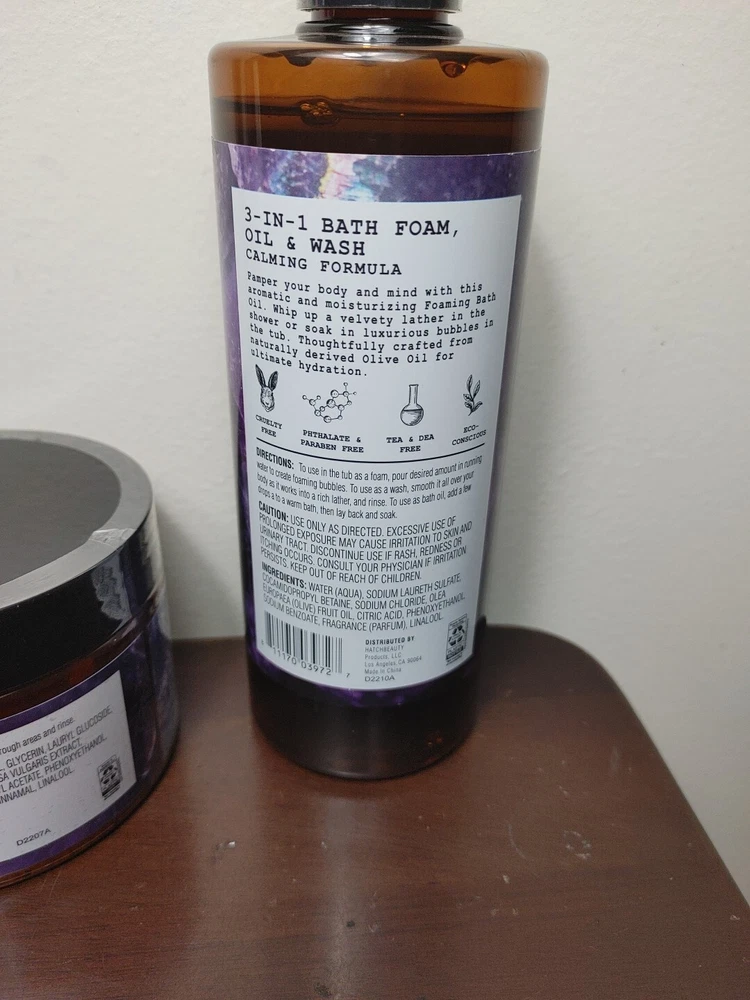 3-IN-1 BATH FOAM,
OIL & WASH
CALMING FORMULA
Pamper your body and mind with this
aromatic and moisturizing Foaming Bath
Oil. Whip up a velvety lather in the
shower or soak in luxurious bubbles in
the tub. Thoughtfully crafted from
naturally derived Olive Oil for
ultimate hydration.
CRUELTY
FREE
PHTHALATE &
PARABEN FREE
TEA & DEA
FREE
ECO-
CONSCIOUS
DIRECTIONS: To use in the tub as a foam, pour desired amount in running
water to create foaming bubbles. To use as a wash, smooth it all over your
body as it works into a rich lather, and rinse. To use as bath oil, add a few
drops a to a warm bath, then lay back and soak.
CAUTION: USE ONLY AS DIRECTED. EXCESSIVE USE OF
PROLONGED EXPOSURE MAY CAUSE IRRITATION TO SKIN AND
URINARY TRACT. DISCONTINUE USE IF RASH, REDNESS OR
ITCHING OCCURS. CONSULT YOUR PHYSICIAN IF IRRITATION
PERSISTS. KEEP OUT OF REACH OF CHILDREN.
INGREDIENTS: WATER (AQUA), SODIUM LAURETH SULFATE,
COCAMIDOPROPYL BETAINE, SODIUM CHLORIDE, OLEA
EUROPAEA (OLIVE) FRUIT OIL, CITRIC ACID, PHENOXYETHANOL,
SODIUM BENZOATE, FRAGRANCE (PARFUM), LINALOOL.
11170 03972 7
DISTRIBUTED BY
HATCHBEAUTY
Products, LLC
Los Angeles, CA 90064
Made in China
D2210A
rough areas and rinse.
GLYCERIN, LAURYL GLUCOSIDE,
SA VULGARIS EXTRACT,
YL ACETATE, PHENOXYETHANOL,
NNAMAL, LINALOOL.
D2207A